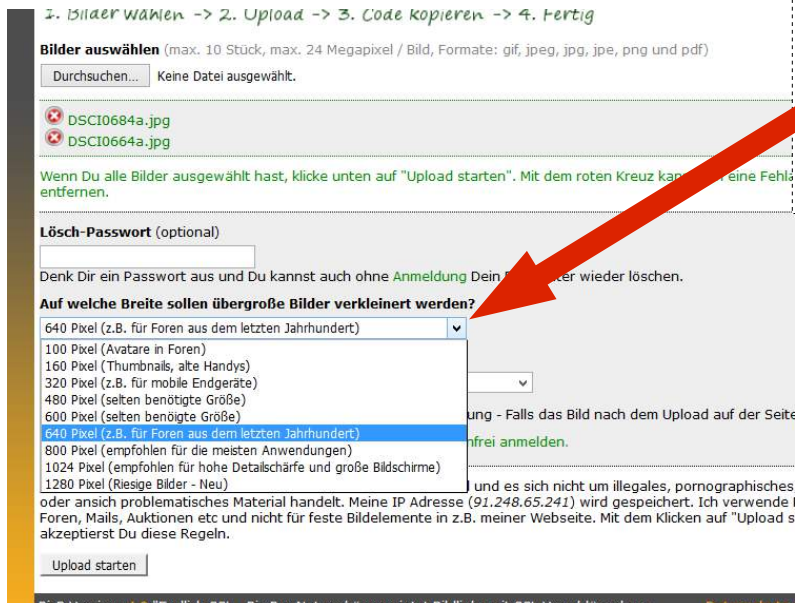 1. Bilder wählen -> 2. Upload -> 3. Code kopieren -> 4. Fertig
Bilder auswählen (max. 10 Stück, max. 24 Megapixel / Bild, Formate: gif, jpeg, jpg, jpe, png und pdf)
Durchsuchen... Keine Datei ausgewählt.
DSCI0684a.jpg
DSCI0664a.jpg
Wenn Du alle Bilder ausgewählt hast, klicke unten auf "Upload starten". Mit dem roten Kreuz eine
entfernen.
Lösch-Passwort (optional)
Denk Dir ein Passwort aus und Du kannst auch ohne Anmeldung Dein wieder löschen.
Auf welche Breite sollen übergroße Bilder verkleinert werden?
640 Pixel (z.B. für Foren aus dem letzten Jahrhundert)
100 Pixel (Avatare in Foren)
160 Pixel (Thumbnails, alte Handys)
320 Pixel (z.B. für mobile Endgeräte)
480 Pixel (selten benötigte Größe)
600 Pixel (selten benöigte Größe)
ung - Falls das Bild nach dem Upload auf der Seite
640 Pixel (z.B. für Foren aus dem letzten Jahrhundert)
nfrei anmelden.
800 Pixel (empfohlen für die meisten Anwendungen)
1024 Pixel (empfohlen für hohe Detailschärfe und große Bildschirme)
1280 Pixel (Riesige Bilder - Neu)
und es sich nicht um illegales, pornographisches
oder ansich problematisches Material handelt. Meine IP Adresse (91.248.65.241) wird gespeichert. Ich verwende
Foren, Mails, Auktionen etc und nicht für feste Bildelemente in z.B. meiner Webseite. Mit dem Klicken auf "Upload s
akzeptierst Du diese Regeln.
Upload starten